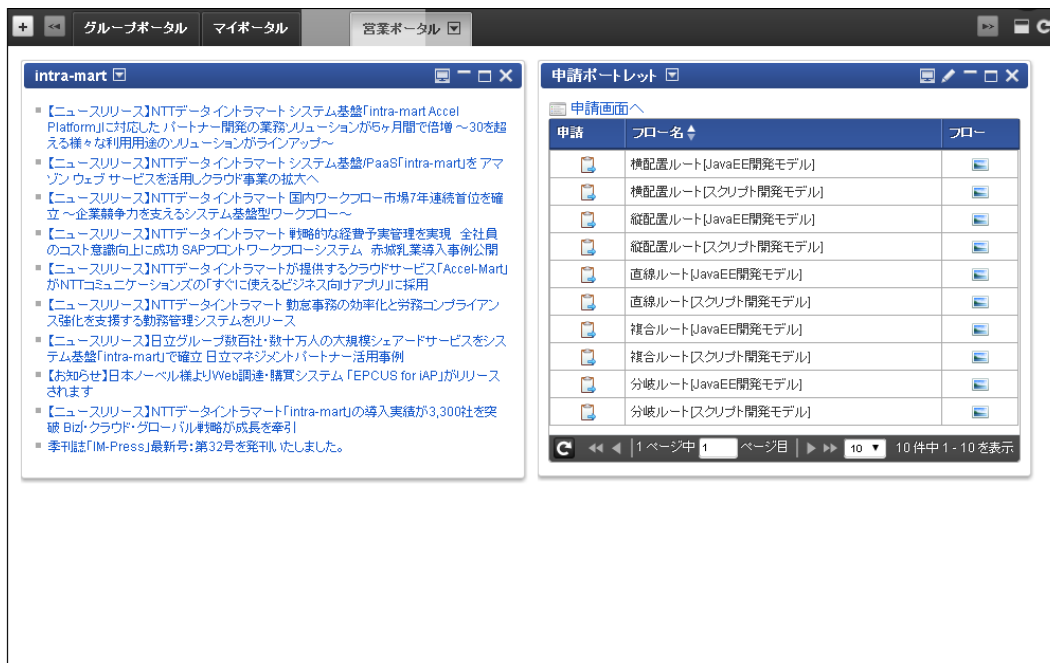 グループポータル マイポータル 営業ポータル
intra-mart
【ニュースリリース】NTTデータイントラマート システム基盤「intra-mart Accel
Platform」に対応した パートナー開発の業務ソリューションが6ヶ月間で倍増 ～30を超
える様々な利用用途のソリューションがラインアップ～
【ニュースリリース】NTTデータイントラマート システム基盤/PaaS「intra-mart」を アマ
ゾン ウェブ サービスを活用しクラウド事業の拡大へ
【ニュースリリース】NTTデータイントラマート 国内ワークフロー市場7年連続首位を確
立 ～企業競争力を支えるシステム基盤型ワークフロー～
【ニュースリリース】NTTデータイントラマート 戦略的な経費予実管理を実現 全社員
のコスト意識向上に成功 SAPフロントワークフローシステム 赤城乳業導入事例公開
【ニュースリリース】NTTデータイントラマートが提供するクラウドサービス「Accel-Mart」
がNTTコミュニケーションズの「すぐに使えるビジネス向けアプリ」に採用
【ニュースリリース】NTTデータイントラマート 勤怠事務の効率化と労務コンプライアン
ス強化を支援する勤務管理システムをリリース
【ニュースリリース】日立グループ数百社・数十万人の大規模シェアードサービスをシス
テム基盤「intra-mart」で確立 日立マネジメントパートナー活用事例
【お知らせ】日本ノーベル様よりWeb調達・購買システム 「EPCUS for iAP」がリリース
されます
【ニュースリリース】NTTデータイントラマート「intra-mart」の導入実績が3,300社を突
破 Biz∫・クラウド・グローバル戦略が成長を牽引
季刊誌「IM-Press」最新号：第32号を発刊いたしました。
申請ポートレット
申請画面へ
申請 フロー名 フロー
横配置ルート[JavaEE開発モデル]
横配置ルート[スクリプト開発モデル]
縦配置ルート[JavaEE開発モデル]
縦配置ルート[スクリプト開発モデル]
直線ルート[JavaEE開発モデル]
直線ルート[スクリプト開発モデル]
複合ルート[JavaEE開発モデル]
複合ルート[スクリプト開発モデル]
分岐ルート[JavaEE開発モデル]
分岐ルート[スクリプト開発モデル]
1 ページ中 1 ページ目 10 10 件中 1 - 10 を表示